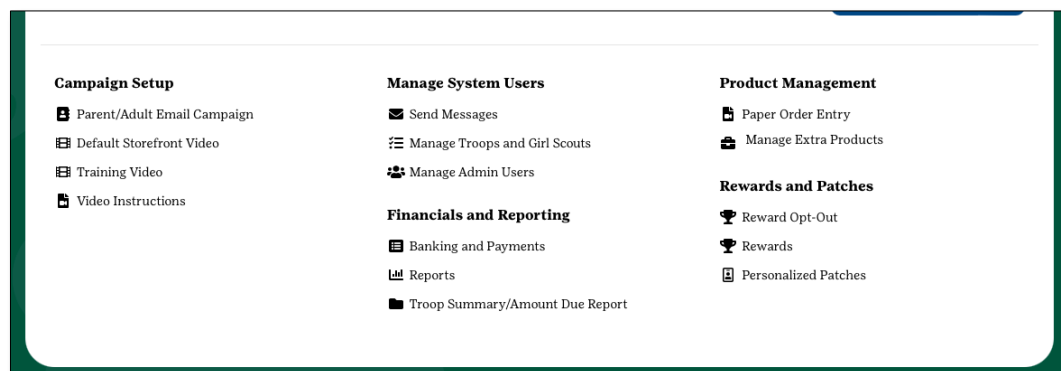 Campaign Setup
Parent/Adult Email Campaign
Default Storefront Video
Training Video
Video Instructions
Manage System Users
Send Messages
Manage Troops and Girl Scouts
Manage Admin Users
Financials and Reporting
Banking and Payments
Reports
Troop Summary/Amount Due Report
Product Management
Paper Order Entry
Manage Extra Products
Rewards and Patches
Reward Opt-Out
Rewards
Personalized Patches